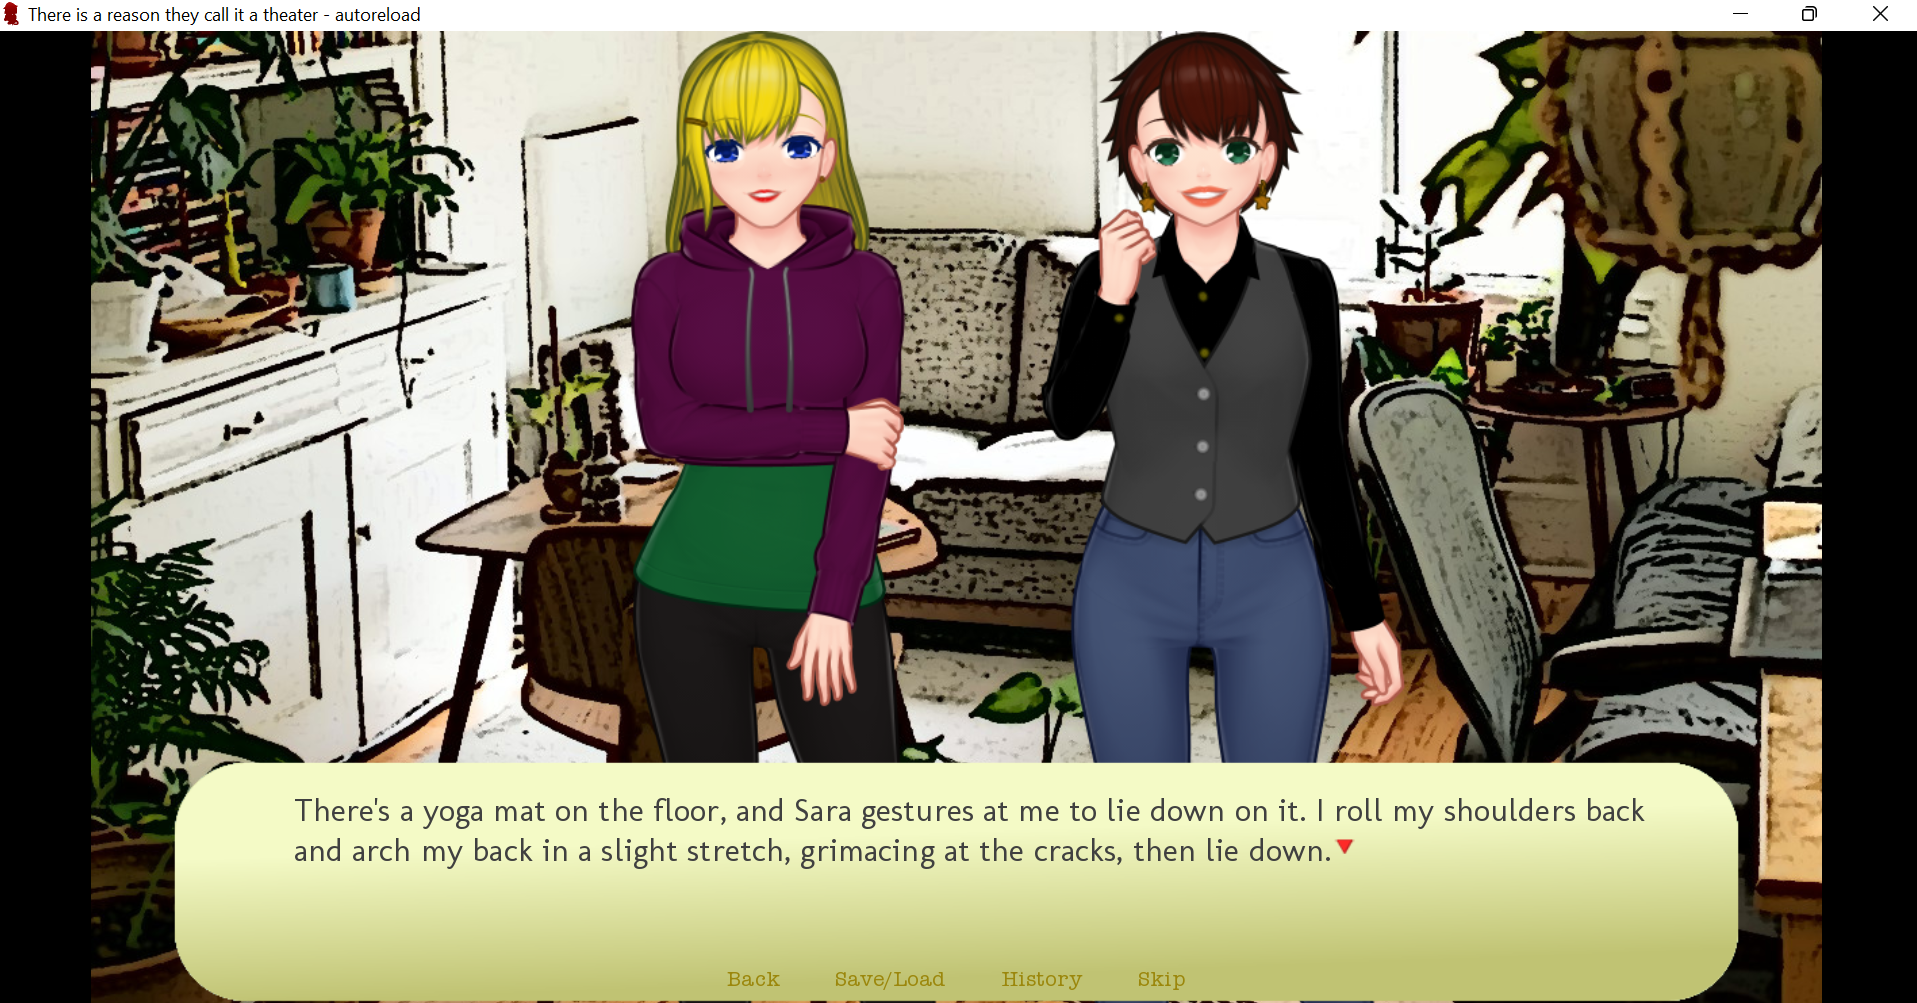 There is a reason they call it a theater - autoreload
There's a yoga mat on the floor, and Sara gestures at me to lie down on it. I roll my shoulders back
and arch my back in a slight stretch, grimacing at the cracks, then lie down.
Back Save/Load History Skip